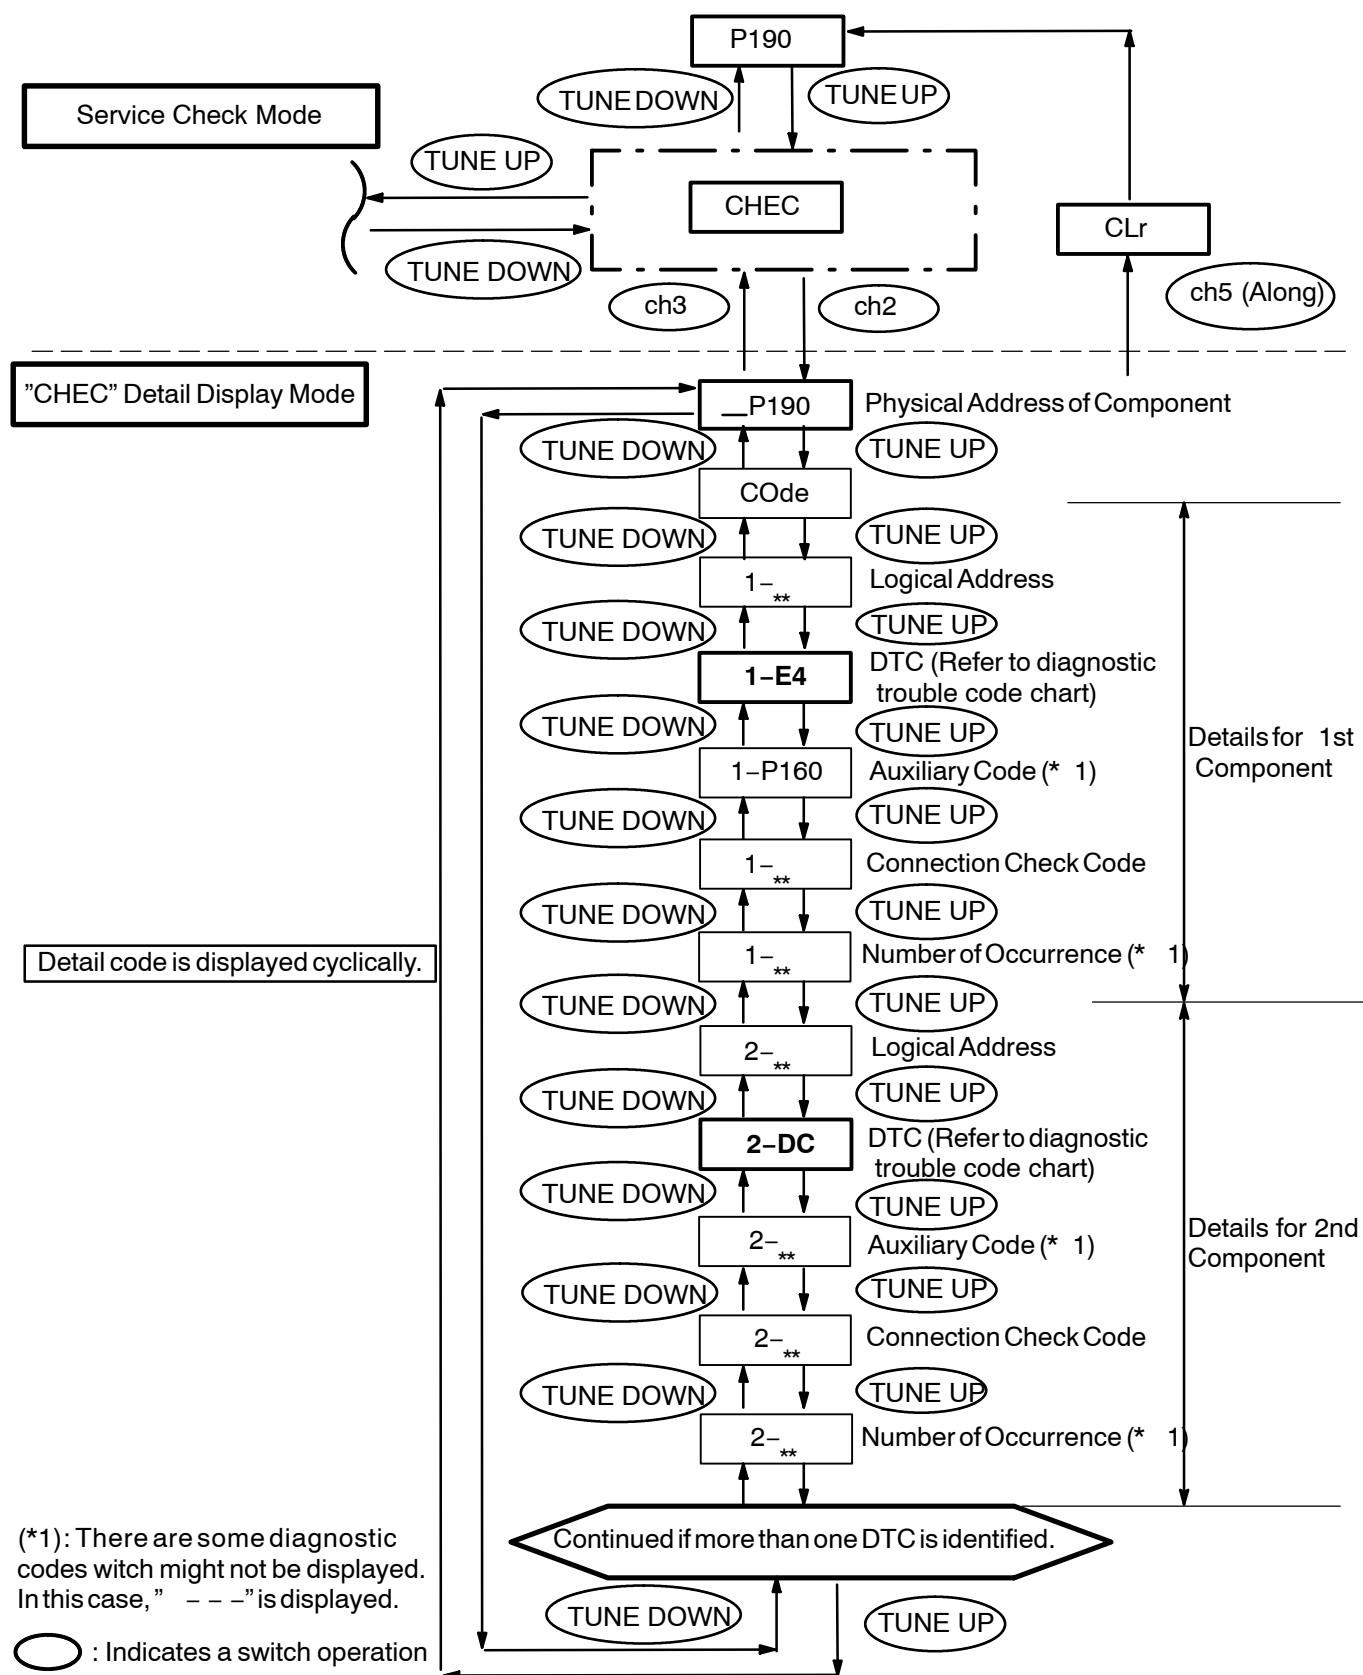 P190
TUNE DOWN
TUNE UP
Service Check Mode
TUNE UP
CHEC
CLr
TUNE DOWN
ch3
ch2
ch5 (Along)
"CHEC" Detail Display Mode
__P190
Physical Address of Component
TUNE DOWN
TUNE UP
COde
TUNE DOWN
TUNE UP
1–**
Logical Address
TUNE DOWN
TUNE UP
1–E4
DTC (Refer to diagnostic
trouble code chart)
TUNE DOWN
TUNE UP
Details for 1st
Component
1–P160
Auxiliary Code (* 1)
TUNE DOWN
TUNE UP
1–**
Connection Check Code
TUNE DOWN
TUNE UP
Detail code is displayed cyclically.
1–**
Number of Occurrence (* 1)
TUNE DOWN
TUNE UP
2–**
Logical Address
TUNE DOWN
TUNE UP
2–DC
DTC (Refer to diagnostic
trouble code chart)
TUNE DOWN
TUNE UP
2–**
Auxiliary Code (* 1)
Details for 2nd
Component
TUNE DOWN
TUNE UP
2–**
Connection Check Code
TUNE DOWN
TUNE UP
2–**
Number of Occurrence (* 1)
Continued if more than one DTC is identified.
(*1): There are some diagnostic
codes witch might not be displayed.
In this case, ” – – –” is displayed.
TUNE DOWN
TUNE UP
: Indicates a switch operation